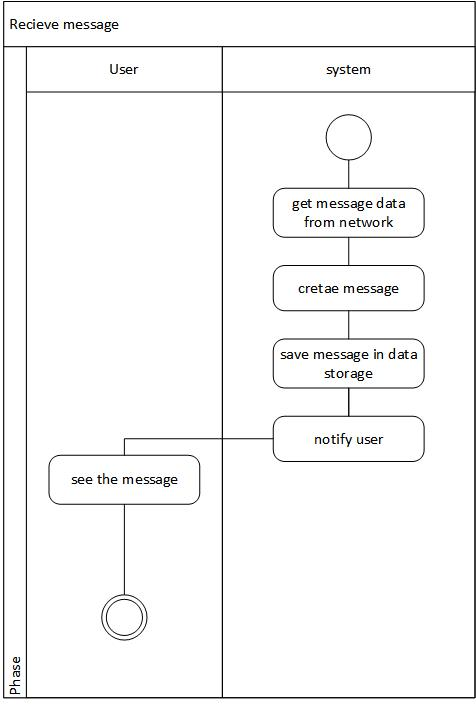 Recieve message
User
system
get message data
from network
cretae message
save message in data
storage
notify user
see the message
Phase